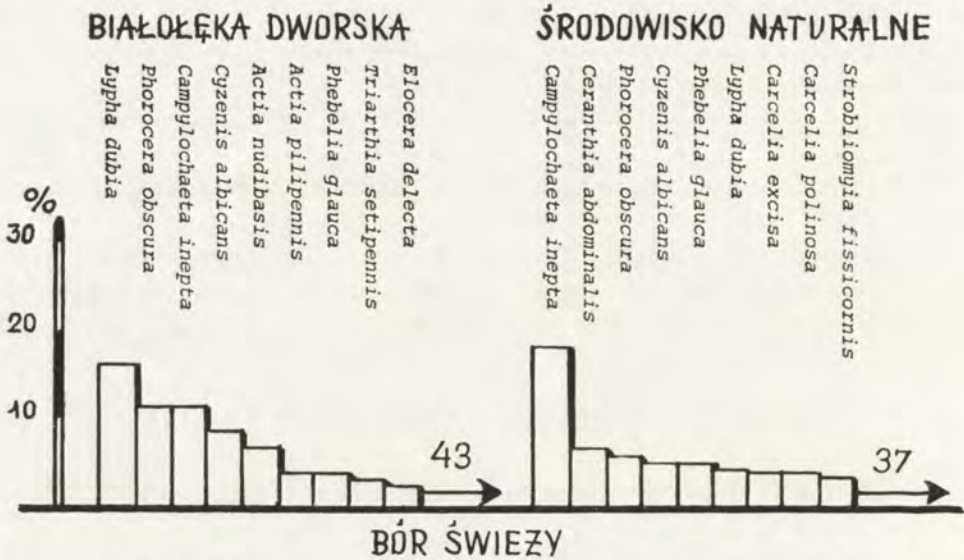 BIAŁOŁĘKA DWORSKA
ŚRODOWISKO NATURALNE
Lypha dubia
Phorocera obscura
Campylochaeta inepta
Cyzenis albicans
Actia nudibasis
Actia pilipennis
Phebelia glauca
Triarthia setipennis
Elocera delecta
Campylochaeta inepta
Ceranthia abdominalis
Phorocera obscura
Cyzenis albicans
Phebelia glauca
Lypha dubia
Carcelia excisa
Carcelia polinosa
Strobliomyia fissicornis
%
30
20
10
43
37
BÓR ŚWIEŻY